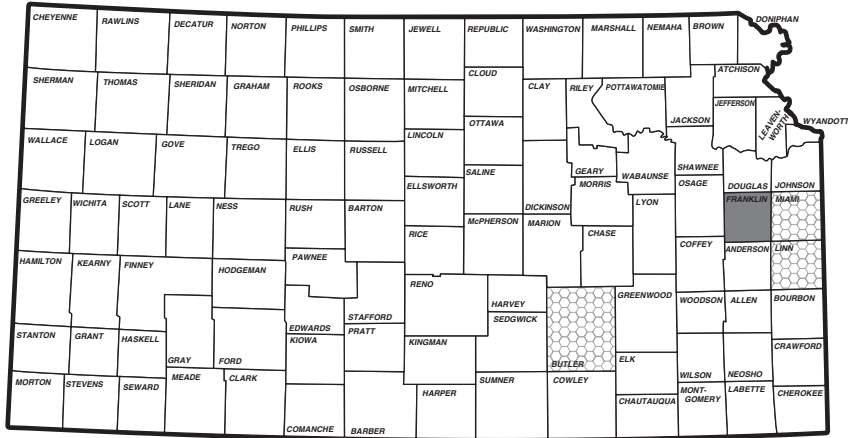 CHEYENNE RAWLINS DECATUR NORTON PHILLIPS SMITH JEWELL REPUBLIC WASHINGTON MARSHALL NEMAHA BROWN DONIPHAN
ATCHISON
SHERMAN THOMAS SHERIDAN GRAHAM ROOKS OSBORNE MITCHELL CLOUD CLAY RILEY POTTAWATOMIE JACKSON JEFFERSON LEAVEN-
WORTH
WYANDOTT
LINCOLN OTTAWA
WALLACE LOGAN GOVE TREGO ELLIS RUSSELL SALINE GEARY WABAUNSE SHAWNEE
ELLSWORTH DICKINSON MORRIS OSAGE DOUGLAS JOHNSON
GREELEY WICHITA SCOTT LANE NESS RUSH BARTON McPHERSON MARION LYON FRANKLIN MIAMI
RICE CHASE COFFEY ANDERSON LINN
HAMILTON KEARNY FINNEY HODGEMAN PAWNEE
RENO HARVEY GREENWOOD WOODSON ALLEN BOURBON
STAFFORD SEDGWICK
STANTON GRANT HASKELL EDWARDS PRATT
KIOWA KINGMAN CRAWFORD
GRAY FORD BUTLER ELK
MORTON STEVENS SEWARD MEADE CLARK SUMNER COWLEY WILSON NEOSHO
HARPER CHAUTAUQUA MONT-
GOMERY
LABETTE CHEROKEE
COMANCHE BARBER